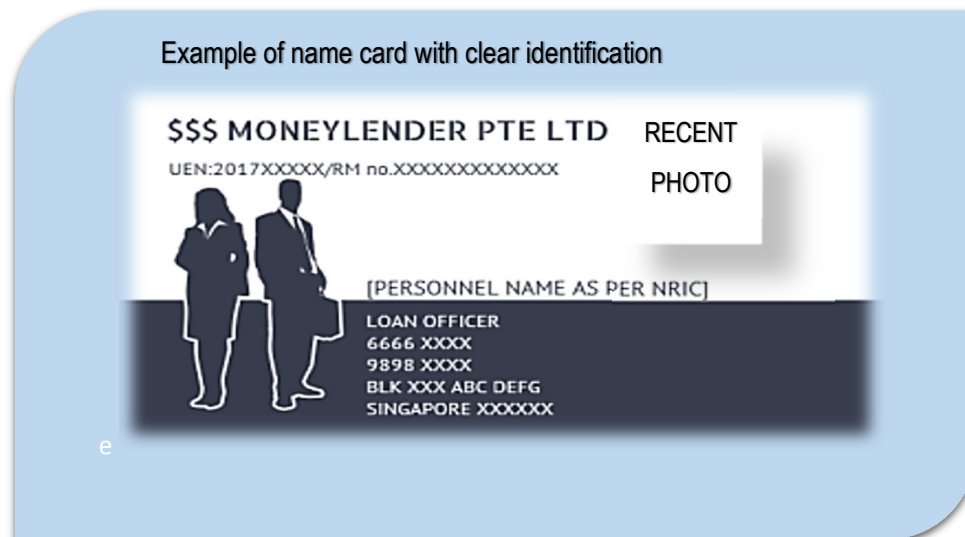 Example of name card with clear identification
$$$ MONEYLENDER PTE LTD
RECENT
PHOTO
UEN:2017XXXXX/RM no.XXXXXXXXXXXXX
[PERSONNEL NAME AS PER NRIC]
LOAN OFFICER
6666 XXXX
9898 XXXX
BLK XXX ABC DEFG
SINGAPORE XXXXXX
e